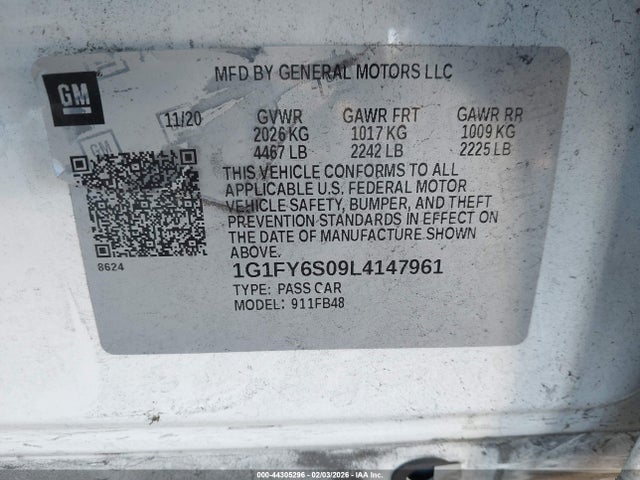 GM
MFD BY GENERAL MOTORS LLC
11/20
GVWR GAWR FRT GAWR RR
2026 KG 1017 KG 1009 KG
4467 LB 2242 LB 2225 LB
THIS VEHICLE CONFORMS TO ALL
APPLICABLE U.S. FEDERAL MOTOR
VEHICLE SAFETY, BUMPER, AND THEFT
PREVENTION STANDARDS IN EFFECT ON
THE DATE OF MANUFACTURE SHOWN
ABOVE.
8624
1G1FY6S09L4147961
TYPE: PASS CAR
MODEL: 911FB48
000-44305296 - 02/03/2026 - IAAI.COM